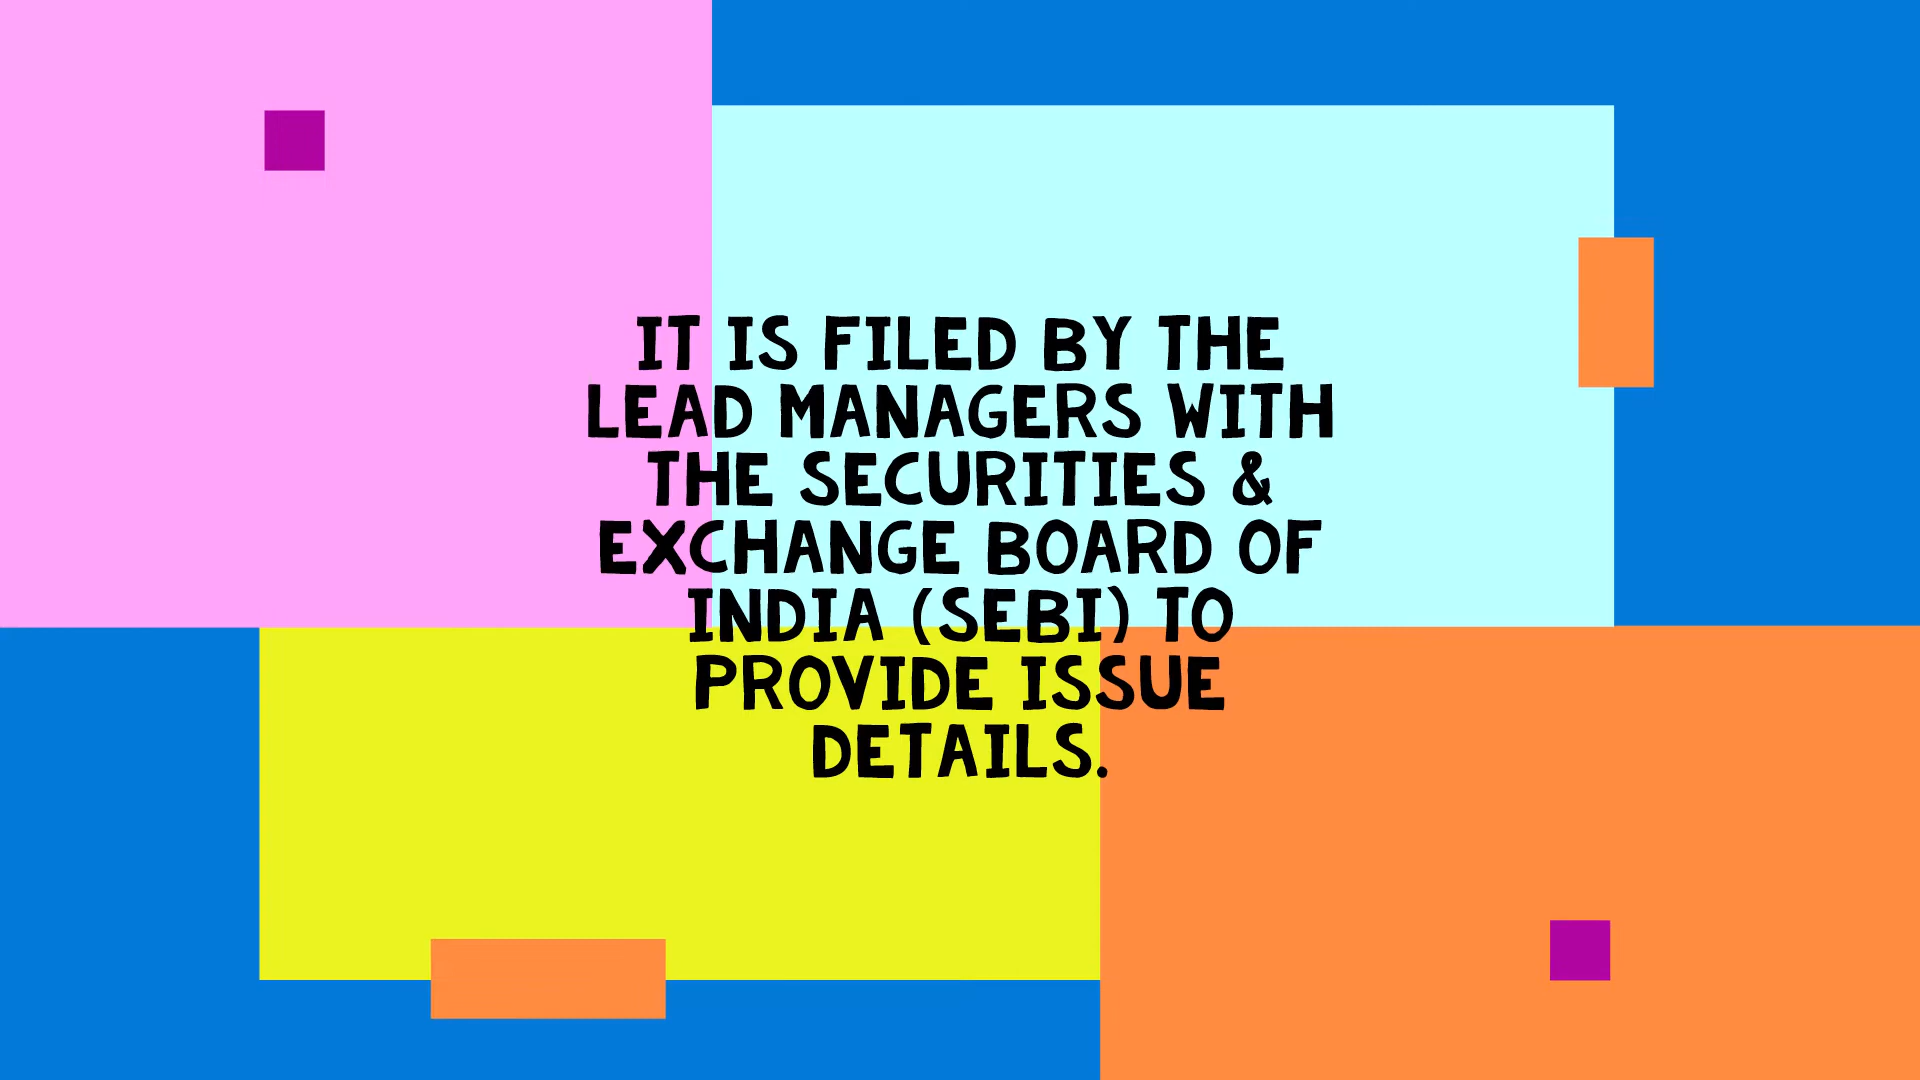 IT IS FILED BY THE
LEAD MANAGERS WITH
THE SECURITIES &
EXCHANGE BOARD OF
INDIA (SEBI) TO
PROVIDE ISSUE
DETAILS.